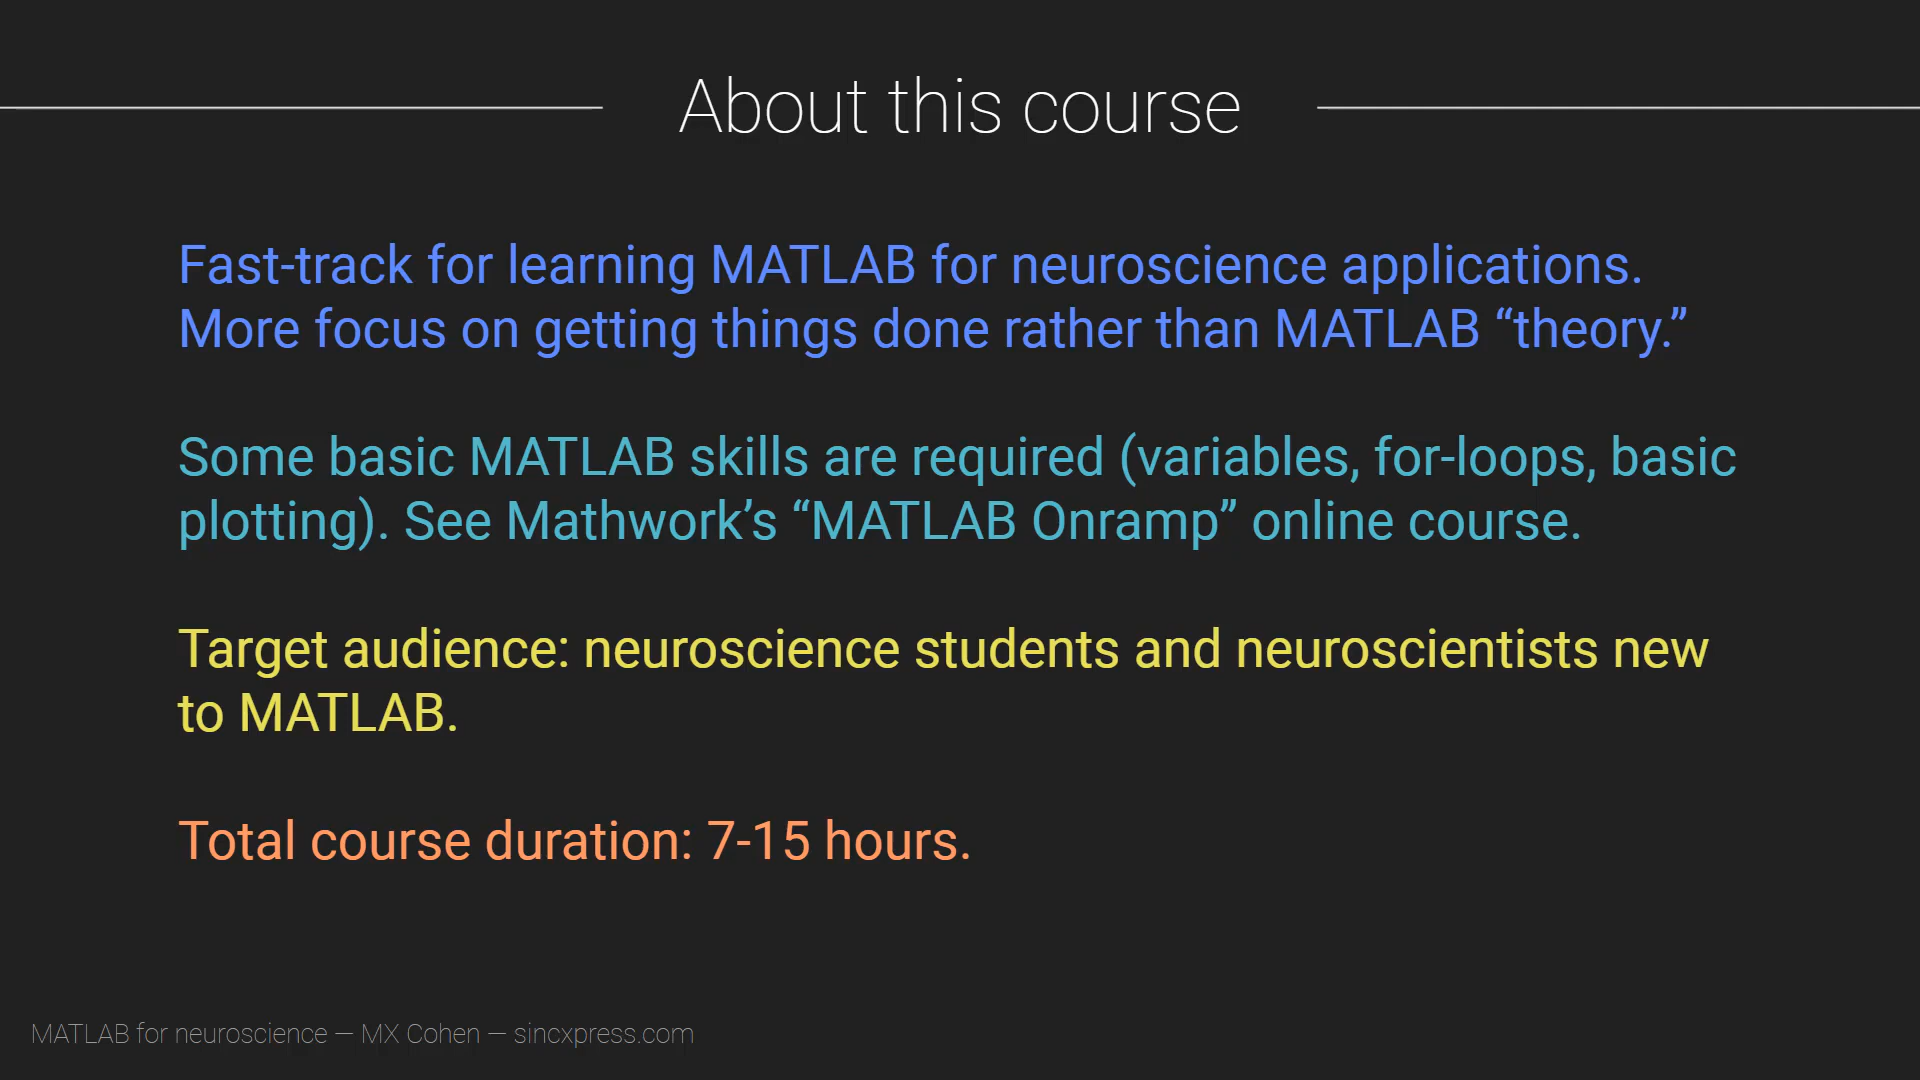 About this course
Fast-track for learning MATLAB for neuroscience applications.
More focus on getting things done rather than MATLAB “theory.”
Some basic MATLAB skills are required (variables, for-loops, basic
plotting). See Mathwork’s “MATLAB Onramp” online course.
Target audience: neuroscience students and neuroscientists new
to MATLAB.
Total course duration: 7-15 hours.
MATLAB for neuroscience – MX Cohen – sincxpress.com